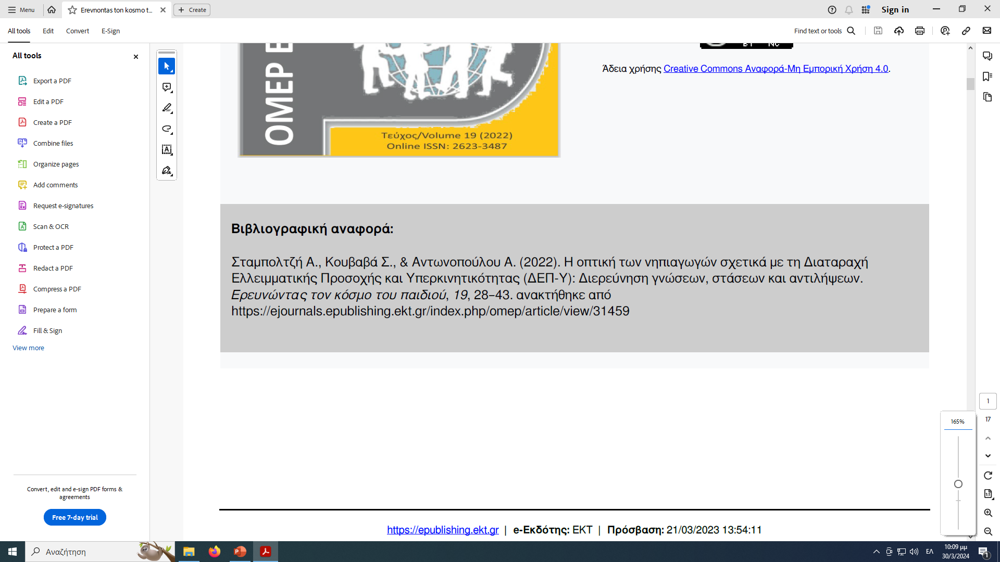 Menu
Erevnontas ton kosmo t...
Create
Sign in
All tools
Edit
Convert
E-Sign
Find text or tools
All tools
Export a PDF
Edit a PDF
Create a PDF
Combine files
Organize pages
Add comments
Request e-signatures
Scan & OCR
Protect a PDF
Redact a PDF
Compress a PDF
Prepare a form
Fill & Sign
View more
Convert, edit and e-sign PDF forms &
agreements
Free 7-day trial
OMEP
Τεύχος/Volume 19 (2022)
Online ISSN: 2623-3487
Άδεια χρήσης Creative Commons Αναφορά-Μη Εμπορική Χρήση 4.0.
Βιβλιογραφική αναφορά:
Σταμπολτζή Α., Κουβαβά Σ., & Αντωνοπούλου Α. (2022). Η οπτική των νηπιαγωγών σχετικά με τη Διαταραχή
Ελλειμματικής Προσοχής και Υπερκινητικότητας (ΔΕΠ-Υ): Διερεύνηση γνώσεων, στάσεων και αντιλήψεων.
Ερευνώντας τον κόσμο του παιδιού, 19, 28–43. ανακτήθηκε από
https://ejournals.epublishing.ekt.gr/index.php/omep/article/view/31459
https://epublishing.ekt.gr | e-Εκδότης: EKT | Πρόσβαση: 21/03/2023 13:54:11
1
17
165%
Αναζήτηση
ΕΛ
10:09 μμ
30/3/2024
1